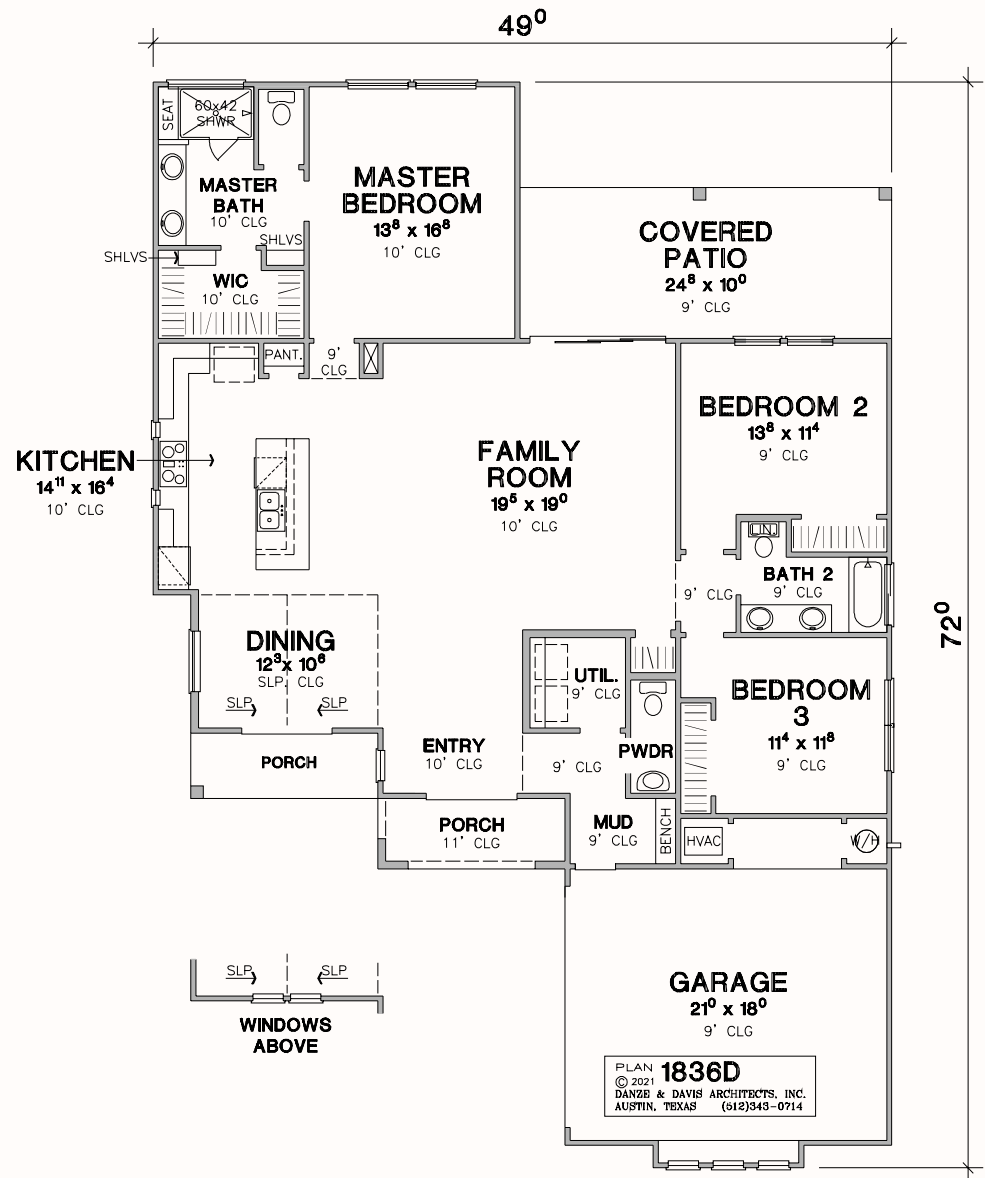 49⁰
SEAT
60x42
SHWR
MASTER
BATH
10' CLG
SHLVS
SHLVS
WIC
10' CLG
MASTER
BEDROOM
13⁸ x 16⁸
10' CLG
COVERED
PATIO
24⁸ x 10⁰
9' CLG
PANT.
9'
CLG
KITCHEN
14¹¹ x 16⁴
10' CLG
FAMILY
ROOM
19⁵ x 19⁰
10' CLG
BEDROOM 2
13⁸ x 11⁴
9' CLG
LIN.
BATH 2
9' CLG
9' CLG
72⁰
DINING
12³ x 10⁶
SLP. CLG
SLP
SLP
UTIL.
9' CLG
BEDROOM
3
11⁴ x 11⁸
9' CLG
PORCH
ENTRY
10' CLG
9' CLG
PWDR
PORCH
11' CLG
MUD
9' CLG
BENCH
HVAC
W/H
SLP
SLP
WINDOWS
ABOVE
GARAGE
21⁰ x 18⁰
9' CLG
PLAN 1836D
© 2021
DANZE & DAVIS ARCHITECTS, INC.
AUSTIN, TEXAS (512)343-0714